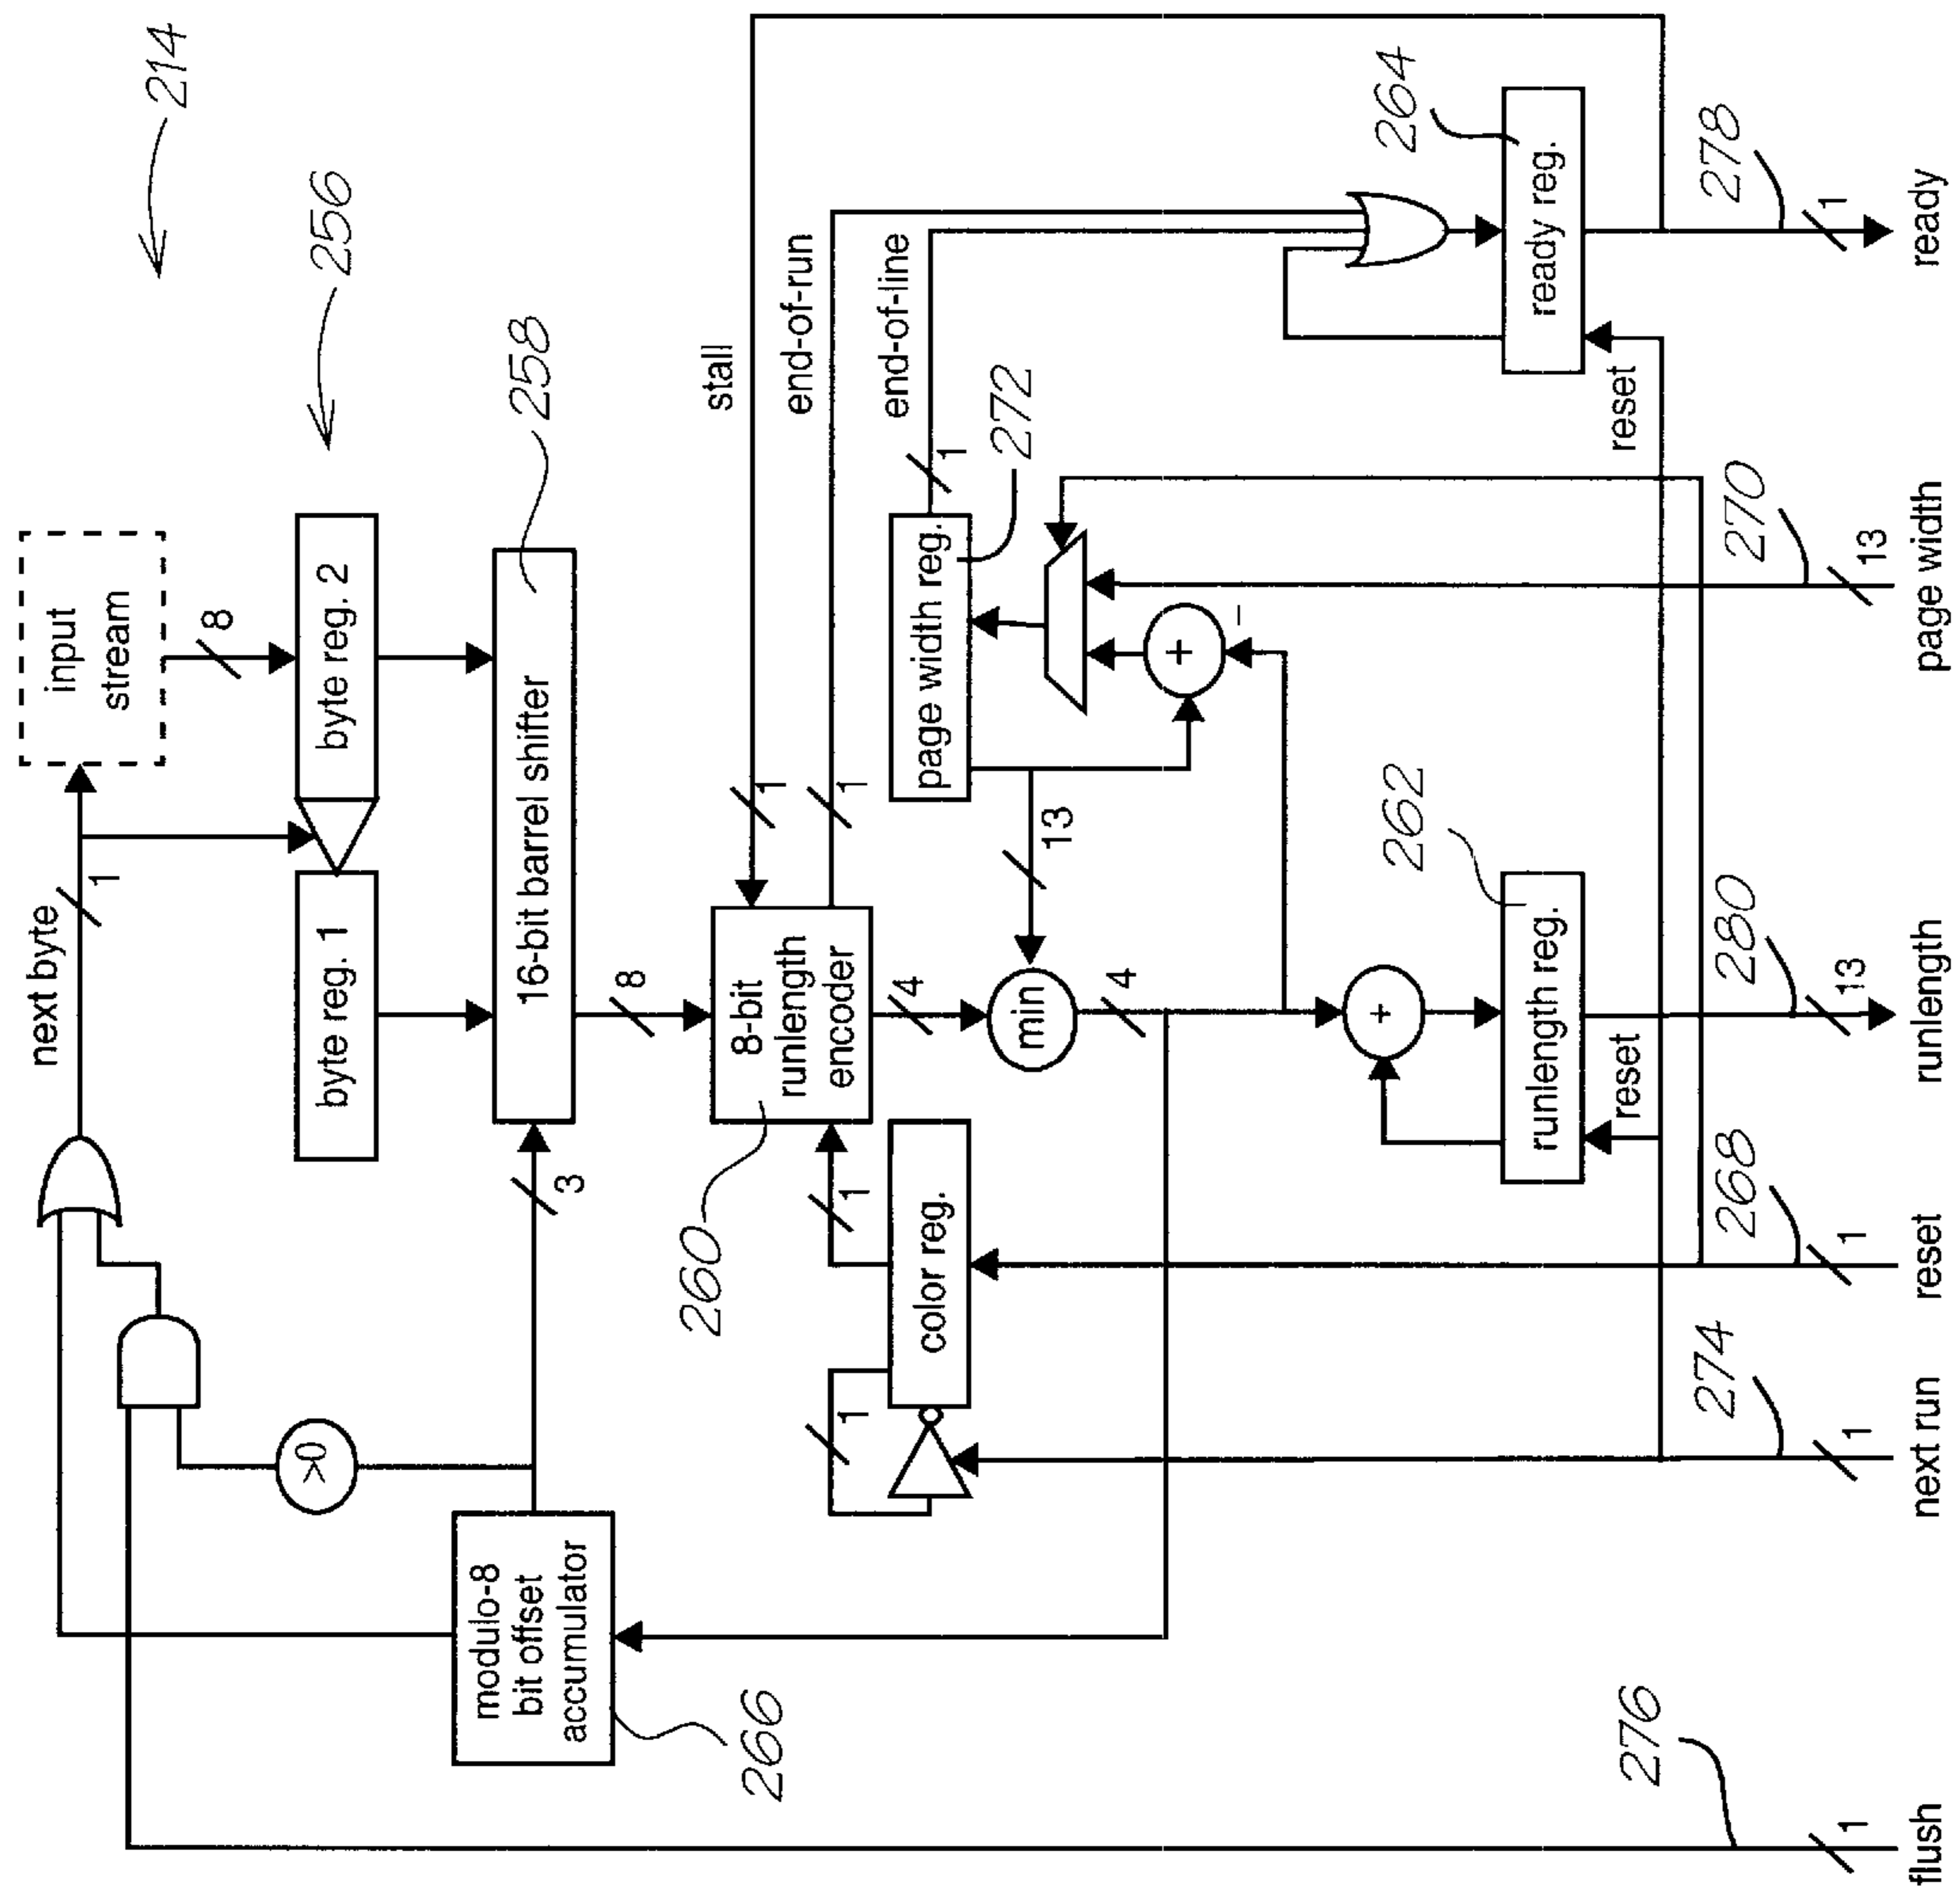 214
256
input
stream
next byte
1
8
byte reg. 1
byte reg. 2
258
16-bit barrel shifter
3
8
>0
modulo-8
bit offset
accumulator
266
260
8-bit
runlength
encoder
stall
1
end-of-run
1
end-of-line
1
color reg.
1
1
4
min
4
13
page width reg.
272
+
−
+
262
runlength reg.
reset
264
ready reg.
reset
276
1
flush
274
1
next run
268
1
reset
280
13
runlength
270
13
page width
278
1
ready